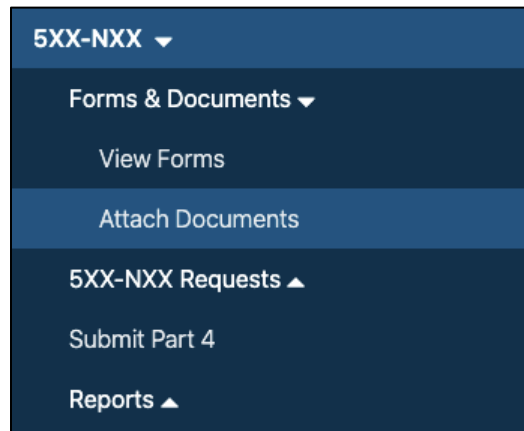 5XX-NXX
Forms & Documents
View Forms
Attach Documents
5XX-NXX Requests
Submit Part 4
Reports